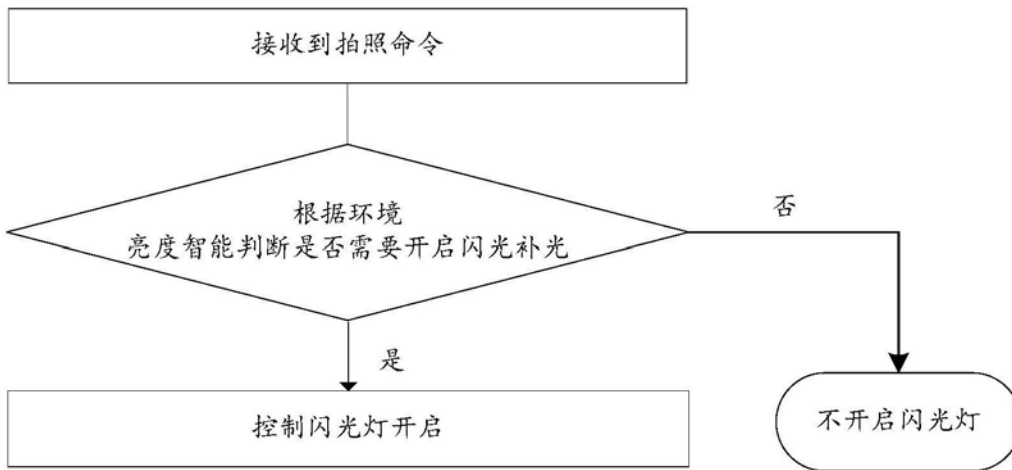 接收到拍照命令
根据环境
亮度智能判断是否需要开启闪光补光
否
是
控制闪光灯开启
不开启闪光灯